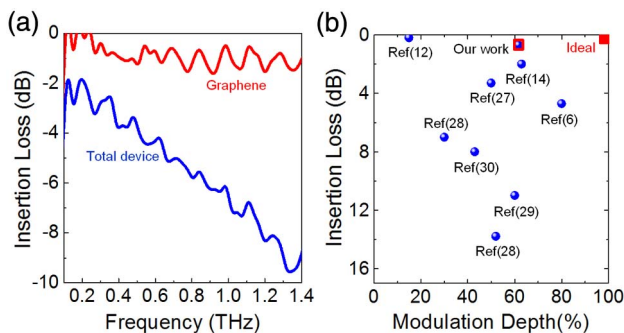 (a)
Insertion Loss (dB)
0
-2
-4
-6
-8
-10
Graphene
Total device
0.2 0.4 0.6 0.8 1.0 1.2 1.4
Frequency (THz)
(b)
Insertion Loss (dB)
0
4
8
12
16
Ref(12)
Our work
Ideal
Ref(14)
Ref(27)
Ref(6)
Ref(28)
Ref(30)
Ref(29)
Ref(28)
0 20 40 60 80 100
Modulation Depth(%)